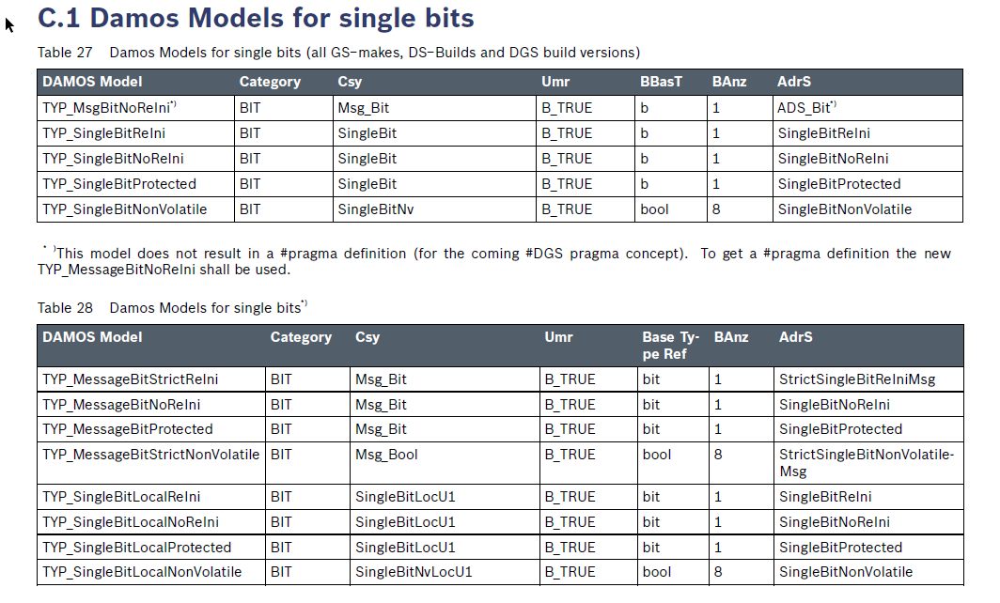 C.1 Damos Models for single bits
Table 27 Damos Models for single bits (all GS-makes, DS-Builds and DGS build versions)
DAMOS Model Category Csy Umr BBasT BAnz AdrS
TYP_MsgBitNoReIni*) BIT Msg_Bit B_TRUE b 1 ADS_Bit*)
TYP_SingleBitReIni BIT SingleBit B_TRUE b 1 SingleBitReIni
TYP_SingleBitNoReIni BIT SingleBit B_TRUE b 1 SingleBitNoReIni
TYP_SingleBitProtected BIT SingleBit B_TRUE b 1 SingleBitProtected
TYP_SingleBitNonVolatile BIT SingleBitNv B_TRUE bool 8 SingleBitNonVolatile
* )This model does not result in a #pragma definition (for the coming #DGS pragma concept). To get a #pragma definition the new
TYP_MessageBitNoReIni shall be used.
Table 28 Damos Models for single bits*)
DAMOS Model Category Csy Umr Base Ty- BAnz AdrS
pe Ref
TYP_MessageBitStrictReIni BIT Msg_Bit B_TRUE bit 1 StrictSingleBitReIniMsg
TYP_MessageBitNoReIni BIT Msg_Bit B_TRUE bit 1 SingleBitNoReIni
TYP_MessageBitProtected BIT Msg_Bit B_TRUE bit 1 SingleBitProtected
TYP_MessageBitStrictNonVolatile BIT Msg_Bool B_TRUE bool 8 StrictSingleBitNonVolatile-
Msg
TYP_SingleBitLocalReIni BIT SingleBitLocU1 B_TRUE bit 1 SingleBitReIni
TYP_SingleBitLocalNoReIni BIT SingleBitLocU1 B_TRUE bit 1 SingleBitNoReIni
TYP_SingleBitLocalProtected BIT SingleBitLocU1 B_TRUE bit 1 SingleBitProtected
TYP_SingleBitLocalNonVolatile BIT SingleBitNvLocU1 B_TRUE bool 8 SingleBitNonVolatile